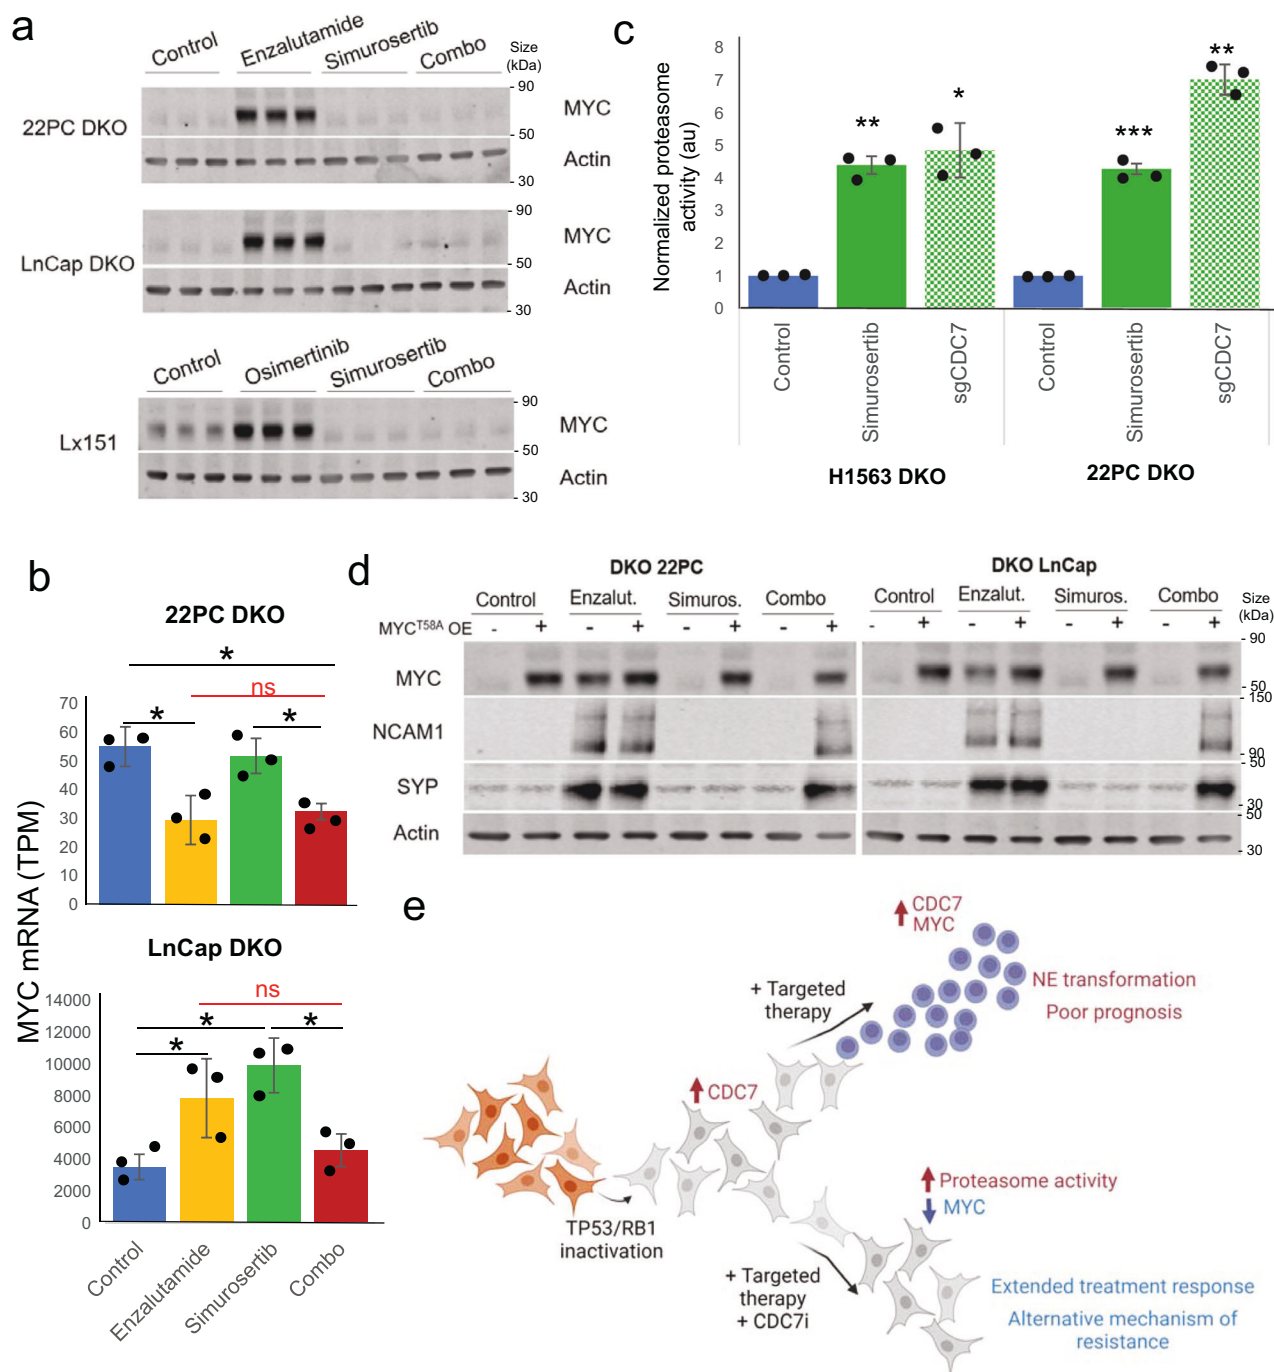 a
Control
Enzalutamide
Simurosertib
Combo
Size
(kDa)
22PC DKO
- 90
MYC
- 50
Actin
- 30
LnCap DKO
- 90
MYC
- 50
Actin
- 30
Control
Osimertinib
Simurosertib
Combo
Lx151
- 90
MYC
- 50
Actin
- 30
c
Normalized proteasome
activity (au)
8
7
6
5
4
3
2
1
0
**
*
***
**
Control
Simurosertib
sgCDC7
Control
Simurosertib
sgCDC7
H1563 DKO
22PC DKO
b
22PC DKO
MYC mRNA (TPM)
*
ns
*
*
70
60
50
40
30
20
10
0
LnCap DKO
ns
*
*
*
14000
12000
10000
8000
6000
4000
2000
0
Control
Enzalutamide
Simurosertib
Combo
d
DKO 22PC
DKO LnCap
Control
Enzalut.
Simuros.
Combo
Control
Enzalut.
Simuros.
Combo
Size
(kDa)
MYCT58A OE
- + - + - + - +
- + - + - + - +
MYC
- 90
- 50
NCAM1
- 150
- 90
SYP
- 50
- 30
Actin
- 50
- 30
e
CDC7
MYC
+ Targeted
therapy
NE transformation
Poor prognosis
CDC7
TP53/RB1
inactivation
Proteasome activity
MYC
+ Targeted
therapy
+ CDC7i
Extended treatment response
Alternative mechanism of
resistance